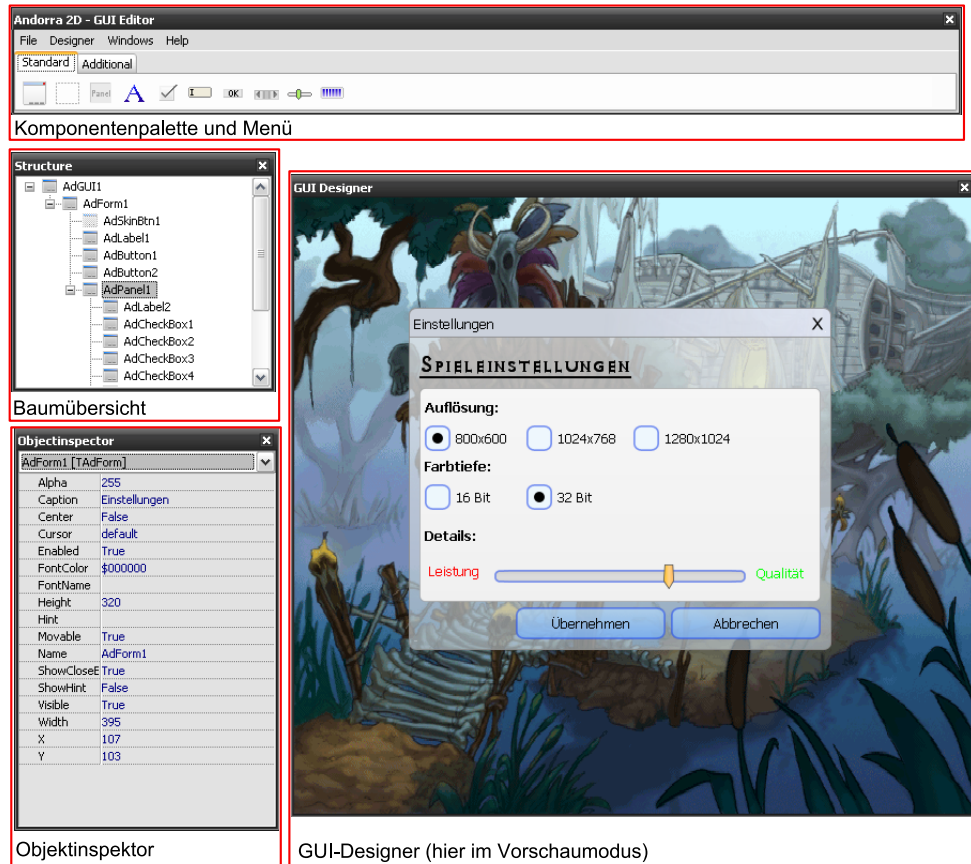 Andorra 2D - GUI Editor
File Designer Windows Help
Standard Additional
Panel A I OK
Komponentenpalette und Menü
Structure
AdGUI1
AdForm1
AdSkinBtn1
AdLabel1
AdButton1
AdButton2
AdPanel1
AdLabel2
AdCheckBox1
AdCheckBox2
AdCheckBox3
AdCheckBox4
Baumübersicht
Objectinspector
AdForm1 [TAdForm]
Alpha 255
Caption Einstellungen
Center False
Cursor default
Enabled True
FontColor $000000
FontName
Height 320
Hint
Movable True
Name AdForm1
ShowCloseE True
ShowHint False
Visible True
Width 395
X 107
Y 103
Objektinspektor
GUI Designer
Einstellungen X
SPIELEINSTELLUNGEN
Auflösung:
800x600 1024x768 1280x1024
Farbtiefe:
16 Bit 32 Bit
Details:
Leistung Qualität
Übernehmen Abbrechen
GUI-Designer (hier im Vorschaumodus)